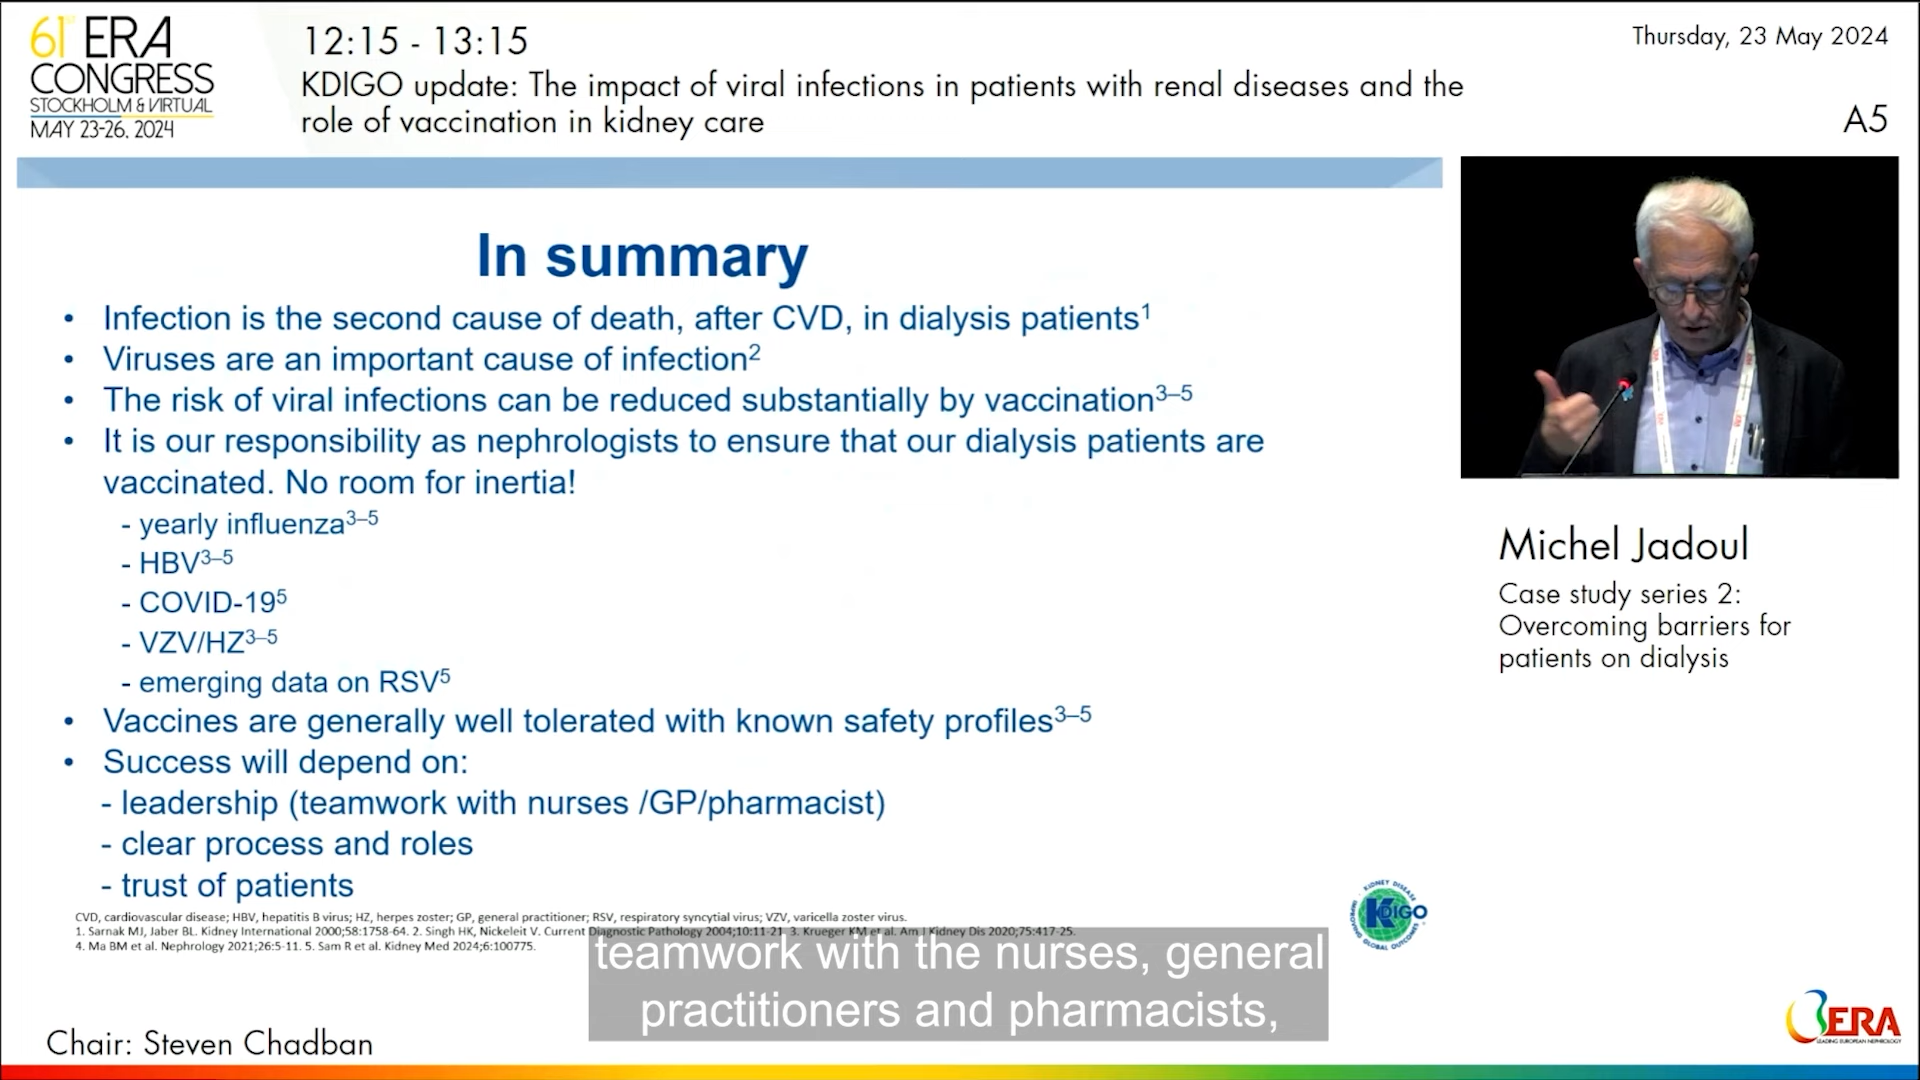 61st ERA
CONGRESS
STOCKHOLM & VIRTUAL
MAY 23-26, 2024
12:15 - 13:15
KDIGO update: The impact of viral infections in patients with renal diseases and the
role of vaccination in kidney care
Thursday, 23 May 2024
A5
In summary
• Infection is the second cause of death, after CVD, in dialysis patients1
• Viruses are an important cause of infection2
• The risk of viral infections can be reduced substantially by vaccination3–5
• It is our responsibility as nephrologists to ensure that our dialysis patients are
vaccinated. No room for inertia!
- yearly influenza3–5
- HBV3–5
- COVID-195
- VZV/HZ3–5
- emerging data on RSV5
• Vaccines are generally well tolerated with known safety profiles3–5
• Success will depend on:
- leadership (teamwork with nurses /GP/pharmacist)
- clear process and roles
- trust of patients
CVD, cardiovascular disease; HBV, hepatitis B virus; HZ, herpes zoster; GP, general practitioner; RSV, respiratory syncytial virus; VZV, varicella zoster virus.
1. Sarnak MJ, Jaber BL. Kidney International 2000;58:1758-64. 2. Singh HK, Nickeleit V. Current Diagnostic Pathology 2004;10:11-21. 3. Krueger KM et al. Am J Kidney Dis 2020;75:417-25.
4. Ma BM et al. Nephrology 2021;26:5-11. 5. Sam R et al. Kidney Med 2024;6:100775.
KIDNEY DISEASE
KDIGO
IMPROVING GLOBAL OUTCOMES
Michel Jadoul
Case study series 2:
Overcoming barriers for
patients on dialysis
teamwork with the nurses, general
practitioners and pharmacists,
Chair: Steven Chadban
ERA
LEADING EUROPEAN NEPHROLOGY